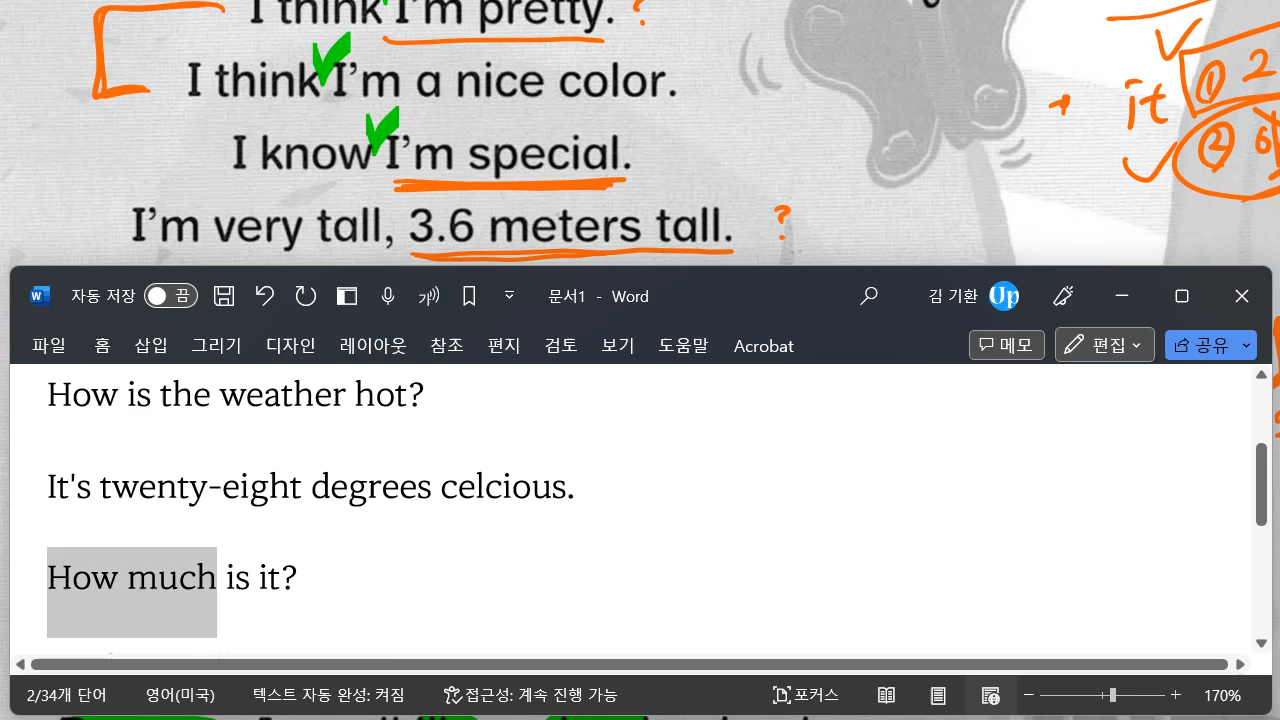 I think I'm pretty. ?
I think I'm a nice color.
I know I'm special.
I'm very tall, 3.6 meters tall. ?
+ it ① 2
②
자동 저장 끔 문서1 - Word 김 기환 Up
파일 홈 삽입 그리기 디자인 레이아웃 참조 편지 검토 보기 도움말 Acrobat 메모 편집 공유
How is the weather hot?
It's twenty-eight degrees celcious.
How much is it?
2/34개 단어 영어(미국) 텍스트 자동 완성: 켜짐 접근성: 계속 진행 가능 포커스 170%